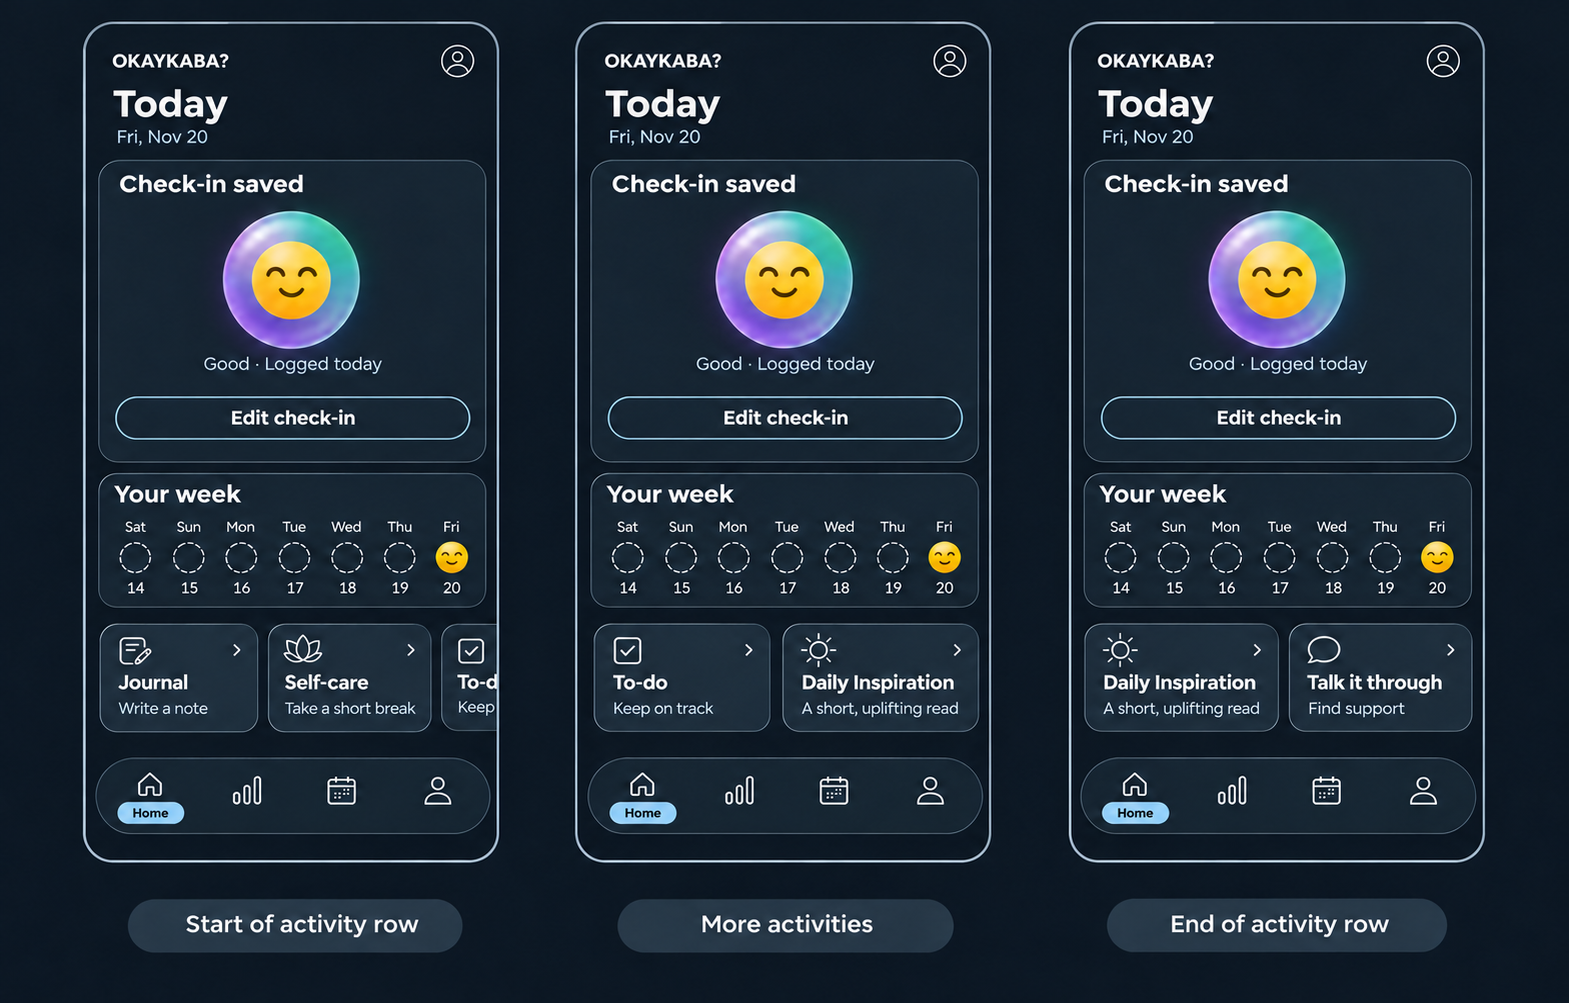 OKAYKABA?
Today
Fri, Nov 20
Check-in saved
Good · Logged today
Edit check-in
Your week
Sat Sun Mon Tue Wed Thu Fri
14 15 16 17 18 19 20
Journal
Write a note
Self-care
Take a short break
To-d
Keep
Home
Start of activity row
OKAYKABA?
Today
Fri, Nov 20
Check-in saved
Good · Logged today
Edit check-in
Your week
Sat Sun Mon Tue Wed Thu Fri
14 15 16 17 18 19 20
To-do
Keep on track
Daily Inspiration
A short, uplifting read
Home
More activities
OKAYKABA?
Today
Fri, Nov 20
Check-in saved
Good · Logged today
Edit check-in
Your week
Sat Sun Mon Tue Wed Thu Fri
14 15 16 17 18 19 20
Daily Inspiration
A short, uplifting read
Talk it through
Find support
Home
End of activity row